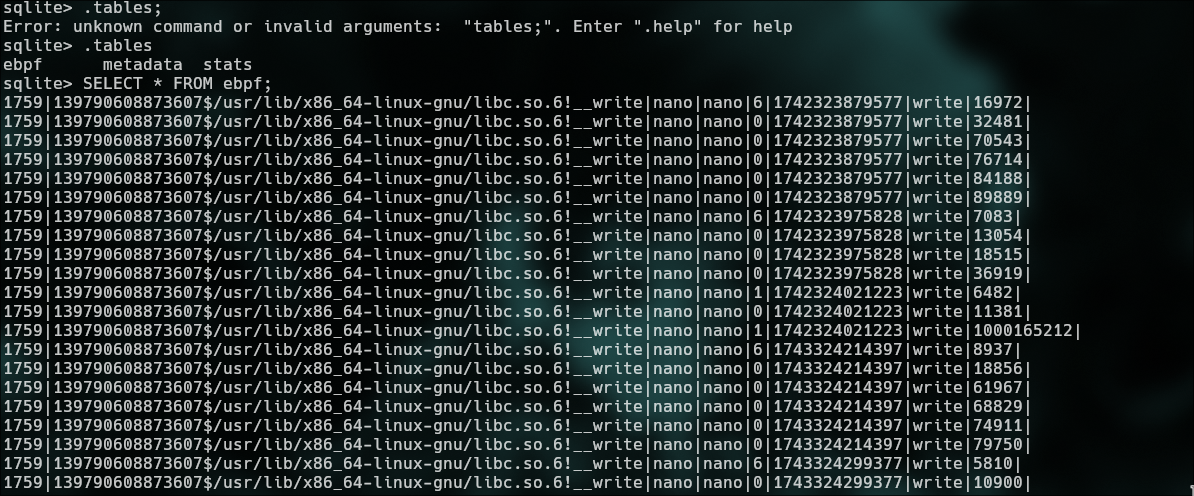 sqlite> .tables;
Error: unknown command or invalid arguments:  "tables;". Enter ".help" for help
sqlite> .tables
ebpf      metadata  stats
sqlite> SELECT * FROM ebpf;
1759|139790608873607$/usr/lib/x86_64-linux-gnu/libc.so.6!__write|nano|nano|6|1742323879577|write|16972|
1759|139790608873607$/usr/lib/x86_64-linux-gnu/libc.so.6!__write|nano|nano|0|1742323879577|write|32481|
1759|139790608873607$/usr/lib/x86_64-linux-gnu/libc.so.6!__write|nano|nano|0|1742323879577|write|70543|
1759|139790608873607$/usr/lib/x86_64-linux-gnu/libc.so.6!__write|nano|nano|0|1742323879577|write|76714|
1759|139790608873607$/usr/lib/x86_64-linux-gnu/libc.so.6!__write|nano|nano|0|1742323879577|write|84188|
1759|139790608873607$/usr/lib/x86_64-linux-gnu/libc.so.6!__write|nano|nano|0|1742323879577|write|89889|
1759|139790608873607$/usr/lib/x86_64-linux-gnu/libc.so.6!__write|nano|nano|6|1742323975828|write|7083|
1759|139790608873607$/usr/lib/x86_64-linux-gnu/libc.so.6!__write|nano|nano|0|1742323975828|write|13054|
1759|139790608873607$/usr/lib/x86_64-linux-gnu/libc.so.6!__write|nano|nano|0|1742323975828|write|18515|
1759|139790608873607$/usr/lib/x86_64-linux-gnu/libc.so.6!__write|nano|nano|0|1742323975828|write|36919|
1759|139790608873607$/usr/lib/x86_64-linux-gnu/libc.so.6!__write|nano|nano|1|1742324021223|write|6482|
1759|139790608873607$/usr/lib/x86_64-linux-gnu/libc.so.6!__write|nano|nano|0|1742324021223|write|11381|
1759|139790608873607$/usr/lib/x86_64-linux-gnu/libc.so.6!__write|nano|nano|1|1742324021223|write|1000165212|
1759|139790608873607$/usr/lib/x86_64-linux-gnu/libc.so.6!__write|nano|nano|6|1743324214397|write|8937|
1759|139790608873607$/usr/lib/x86_64-linux-gnu/libc.so.6!__write|nano|nano|0|1743324214397|write|18856|
1759|139790608873607$/usr/lib/x86_64-linux-gnu/libc.so.6!__write|nano|nano|0|1743324214397|write|61967|
1759|139790608873607$/usr/lib/x86_64-linux-gnu/libc.so.6!__write|nano|nano|0|1743324214397|write|68829|
1759|139790608873607$/usr/lib/x86_64-linux-gnu/libc.so.6!__write|nano|nano|0|1743324214397|write|74911|
1759|139790608873607$/usr/lib/x86_64-linux-gnu/libc.so.6!__write|nano|nano|0|1743324214397|write|79750|
1759|139790608873607$/usr/lib/x86_64-linux-gnu/libc.so.6!__write|nano|nano|6|1743324299377|write|5810|
1759|139790608873607$/usr/lib/x86_64-linux-gnu/libc.so.6!__write|nano|nano|0|1743324299377|write|10900|